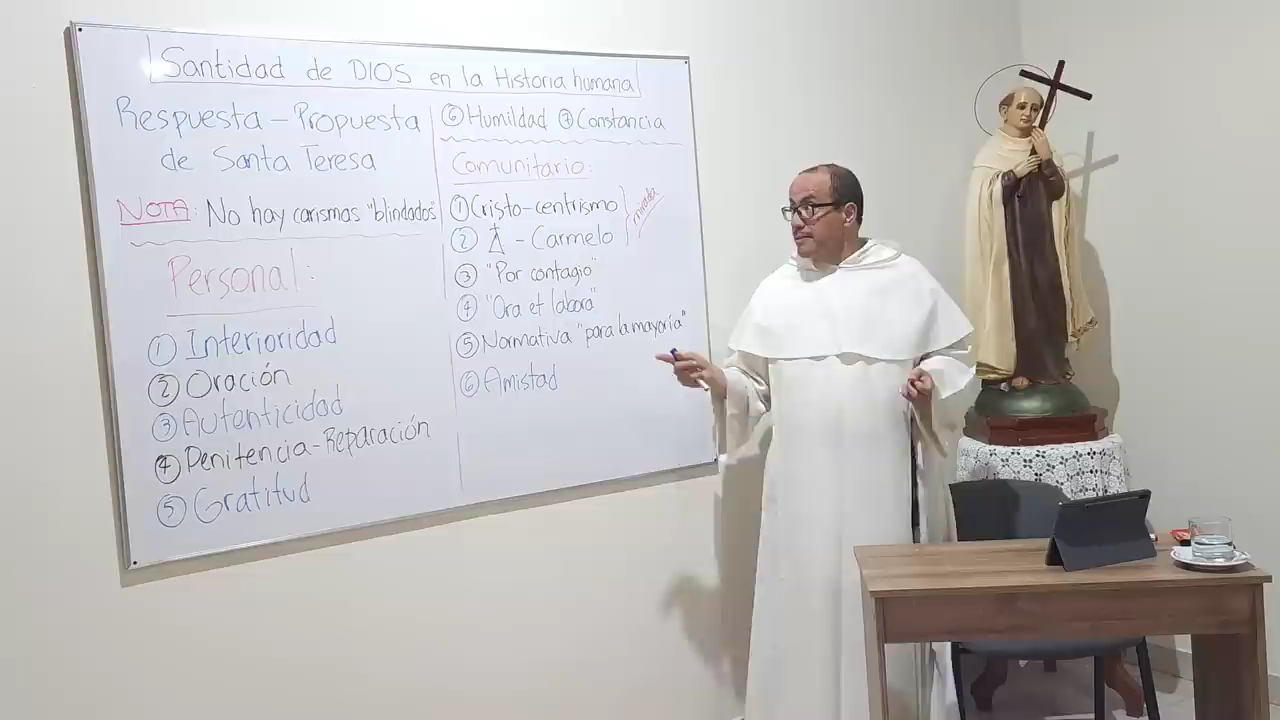 Santidad de DIOS en la Historia humana
Respuesta - Propuesta
de Santa Teresa
NOTA: No hay carismas "blindados"
Personal:
① Interioridad
② Oración
③ Autenticidad
④ Penitencia-Reparación
⑤ Gratitud
⑥ Humildad ⑦ Constancia
Comunitario:
① Cristo-centrismo
② - Carmelo
③ "Por contagio"
④ "Ora et labora"
⑤ Normativa "para la mayoría"
⑥ Amistad